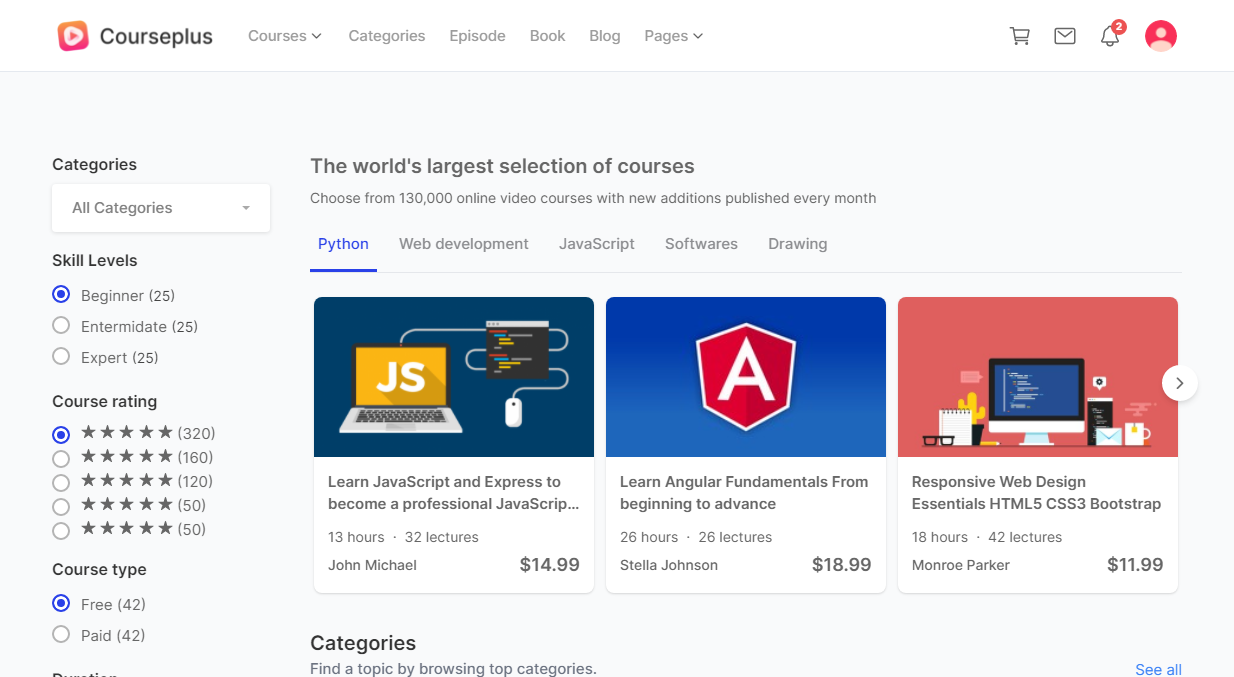 Courseplus
Courses
Categories
Episode
Book
Blog
Pages
2
Categories
All Categories
Skill Levels
Beginner (25)
Entermidate (25)
Expert (25)
Course rating
(320)
(160)
(120)
(50)
(50)
Course type
Free (42)
Paid (42)
Duration
The world's largest selection of courses
Choose from 130,000 online video courses with new additions published every month
Python
Web development
JavaScript
Softwares
Drawing
JS
Learn JavaScript and Express to
become a professional JavaScrip...
13 hours · 32 lectures
John Michael
$14.99
A
Learn Angular Fundamentals From
beginning to advance
26 hours · 26 lectures
Stella Johnson
$18.99
Responsive Web Design
Essentials HTML5 CSS3 Bootstrap
18 hours · 42 lectures
Monroe Parker
$11.99
Categories
Find a topic by browsing top categories.
See all